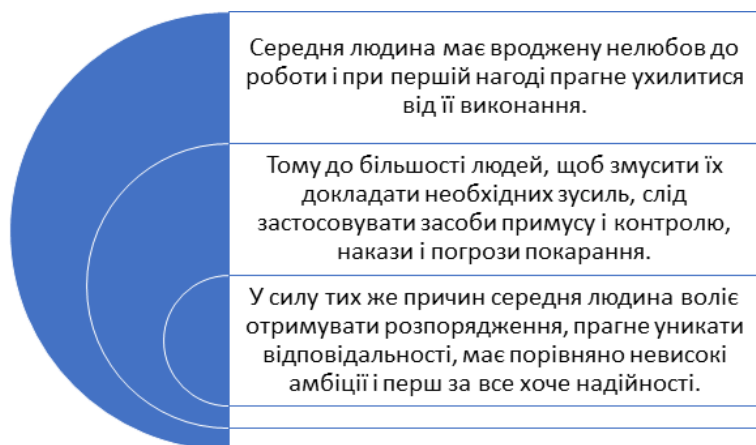 Середня людина має вроджену нелюбов до
роботи і при першій нагоді прагне ухилитися
від її виконання.
Тому до більшості людей, щоб змусити їх
докладати необхідних зусиль, слід
застосовувати засоби примусу і контролю,
накази і погрози покарання.
У силу тих же причин середня людина воліє
отримувати розпорядження, прагне уникати
відповідальності, має порівняно невисокі
амбіції і перш за все хоче надійності.